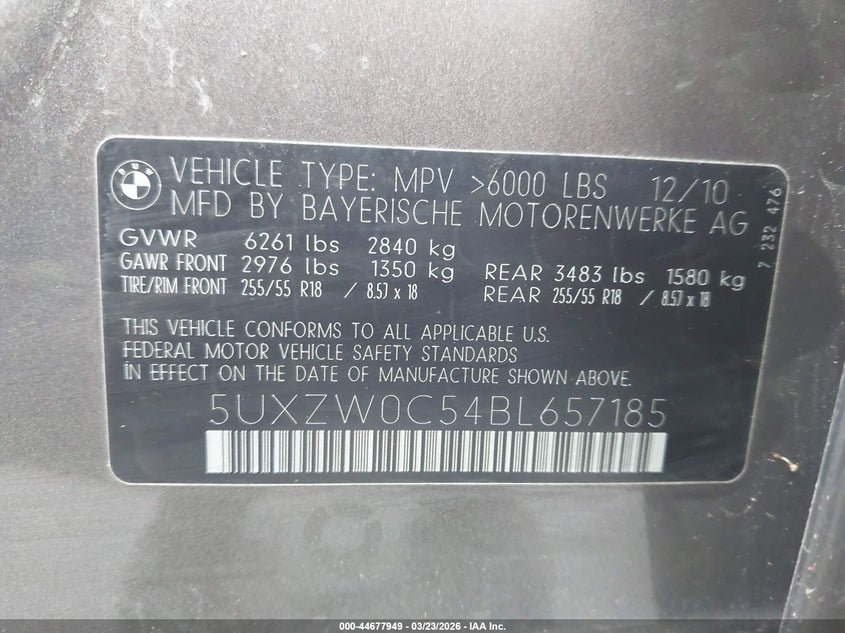 BMW
VEHICLE TYPE: MPV >6000 LBS 12/10
MFD BY BAYERISCHE MOTORENWERKE AG
GVWR 6261 lbs 2840 kg
GAWR FRONT 2976 lbs 1350 kg REAR 3483 lbs 1580 kg
TIRE/RIM FRONT 255/55 R18 / 8.5J x 18 REAR 255/55 R18 / 8.5J x 18
7 232 476
THIS VEHICLE CONFORMS TO ALL APPLICABLE U.S.
FEDERAL MOTOR VEHICLE SAFETY STANDARDS
IN EFFECT ON THE DATE OF MANUFACTURE SHOWN ABOVE.
5UXZW0C54BL657185
000-44677949 - 03/23/2026 - IAA Inc.